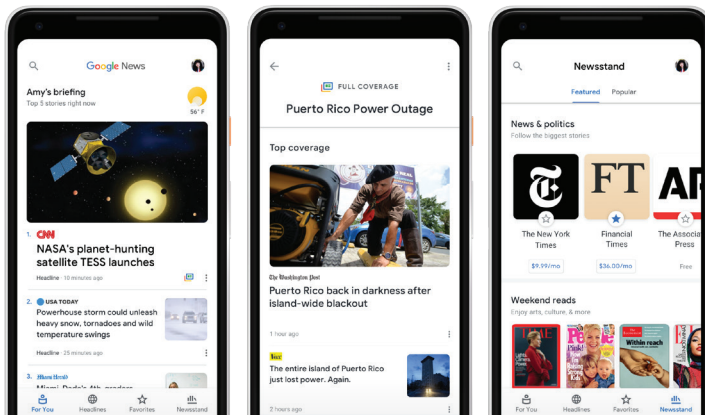 Google News
Amy's briefing
Top 5 stories right now
56° F
1. CNN
NASA's planet-hunting
satellite TESS launches
Headline · 10 minutes ago
2. USA TODAY
Powerhouse storm could unleash
heavy snow, tornadoes and wild
temperature swings
Headline · 25 minutes ago
3. Miami Herald
For You
Headlines
Favorites
Newsstand
FULL COVERAGE
Puerto Rico Power Outage
Top coverage
The Washington Post
Puerto Rico back in darkness after
island-wide blackout
1 hour ago
Vice
The entire island of Puerto Rico
just lost power. Again.
2 hours ago
Newsstand
Featured
Popular
News & politics
Follow the biggest stories
FT
AP
The New York
Times
Financial
Times
The Associat
Press
$9.99/mo
$36.00/mo
Free
Weekend reads
Enjoy arts, culture, & more
Pink!
Within reach
For You
Headlines
Favorites
Newsstand